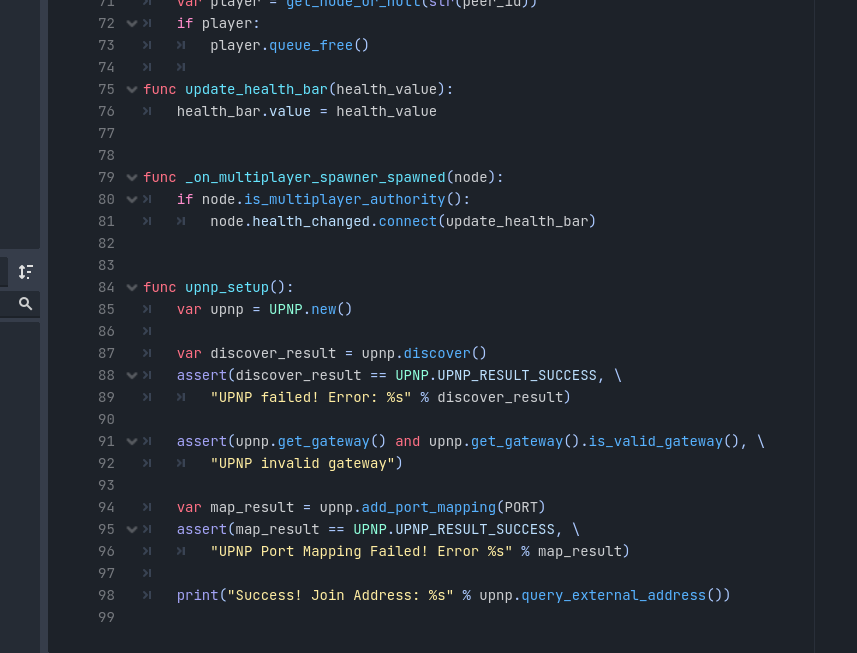 71 var player = get_node_or_null(str(peer_id))
72 if player:
73 player.queue_free()
74
75 func update_health_bar(health_value):
76 health_bar.value = health_value
77
78
79 func _on_multiplayer_spawner_spawned(node):
80 if node.is_multiplayer_authority():
81 node.health_changed.connect(update_health_bar)
82
83
84 func upnp_setup():
85 var upnp = UPNP.new()
86
87 var discover_result = upnp.discover()
88 assert(discover_result == UPNP.UPNP_RESULT_SUCCESS, \
89 "UPNP failed! Error: %s" % discover_result)
90
91 assert(upnp.get_gateway() and upnp.get_gateway().is_valid_gateway(), \
92 "UPNP invalid gateway")
93
94 var map_result = upnp.add_port_mapping(PORT)
95 assert(map_result == UPNP.UPNP_RESULT_SUCCESS, \
96 "UPNP Port Mapping Failed! Error %s" % map_result)
97
98 print("Success! Join Address: %s" % upnp.query_external_address())
99